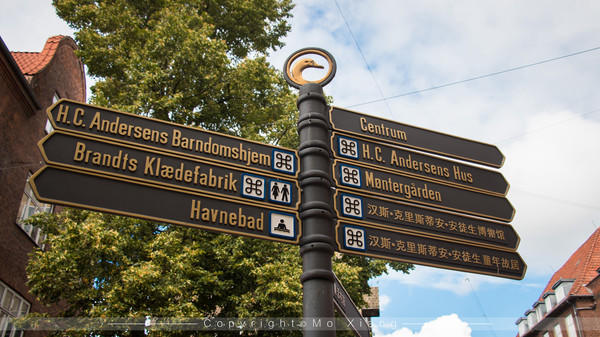 H.C. Andersens Barndomshjem
Brandts Klædefabrik
Havnebad
Centrum
H.C. Andersens Hus
Møntergården
汉斯·克里斯蒂安·安徒生博物馆
汉斯·克里斯蒂安·安徒生童年故居
Copyright Mo Xiang